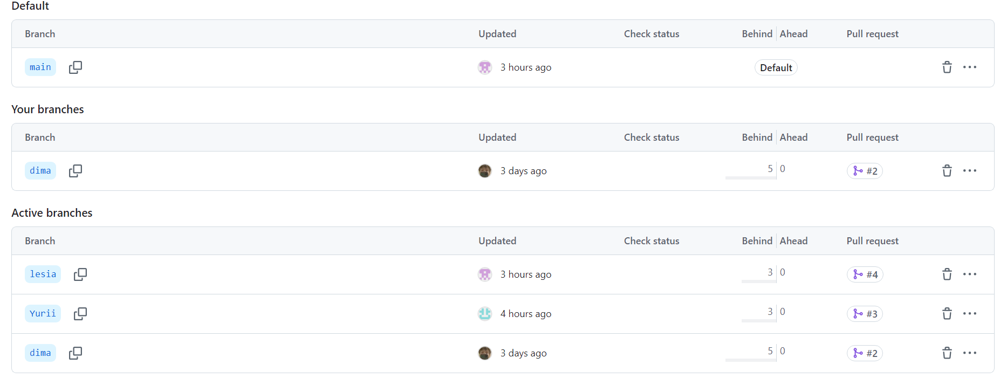 Default
Branch Updated Check status Behind Ahead Pull request
main 3 hours ago Default
Your branches
Branch Updated Check status Behind Ahead Pull request
dima 3 days ago 5 0 #2
Active branches
Branch Updated Check status Behind Ahead Pull request
lesia 3 hours ago 3 0 #4
Yurii 4 hours ago 3 0 #3
dima 3 days ago 5 0 #2